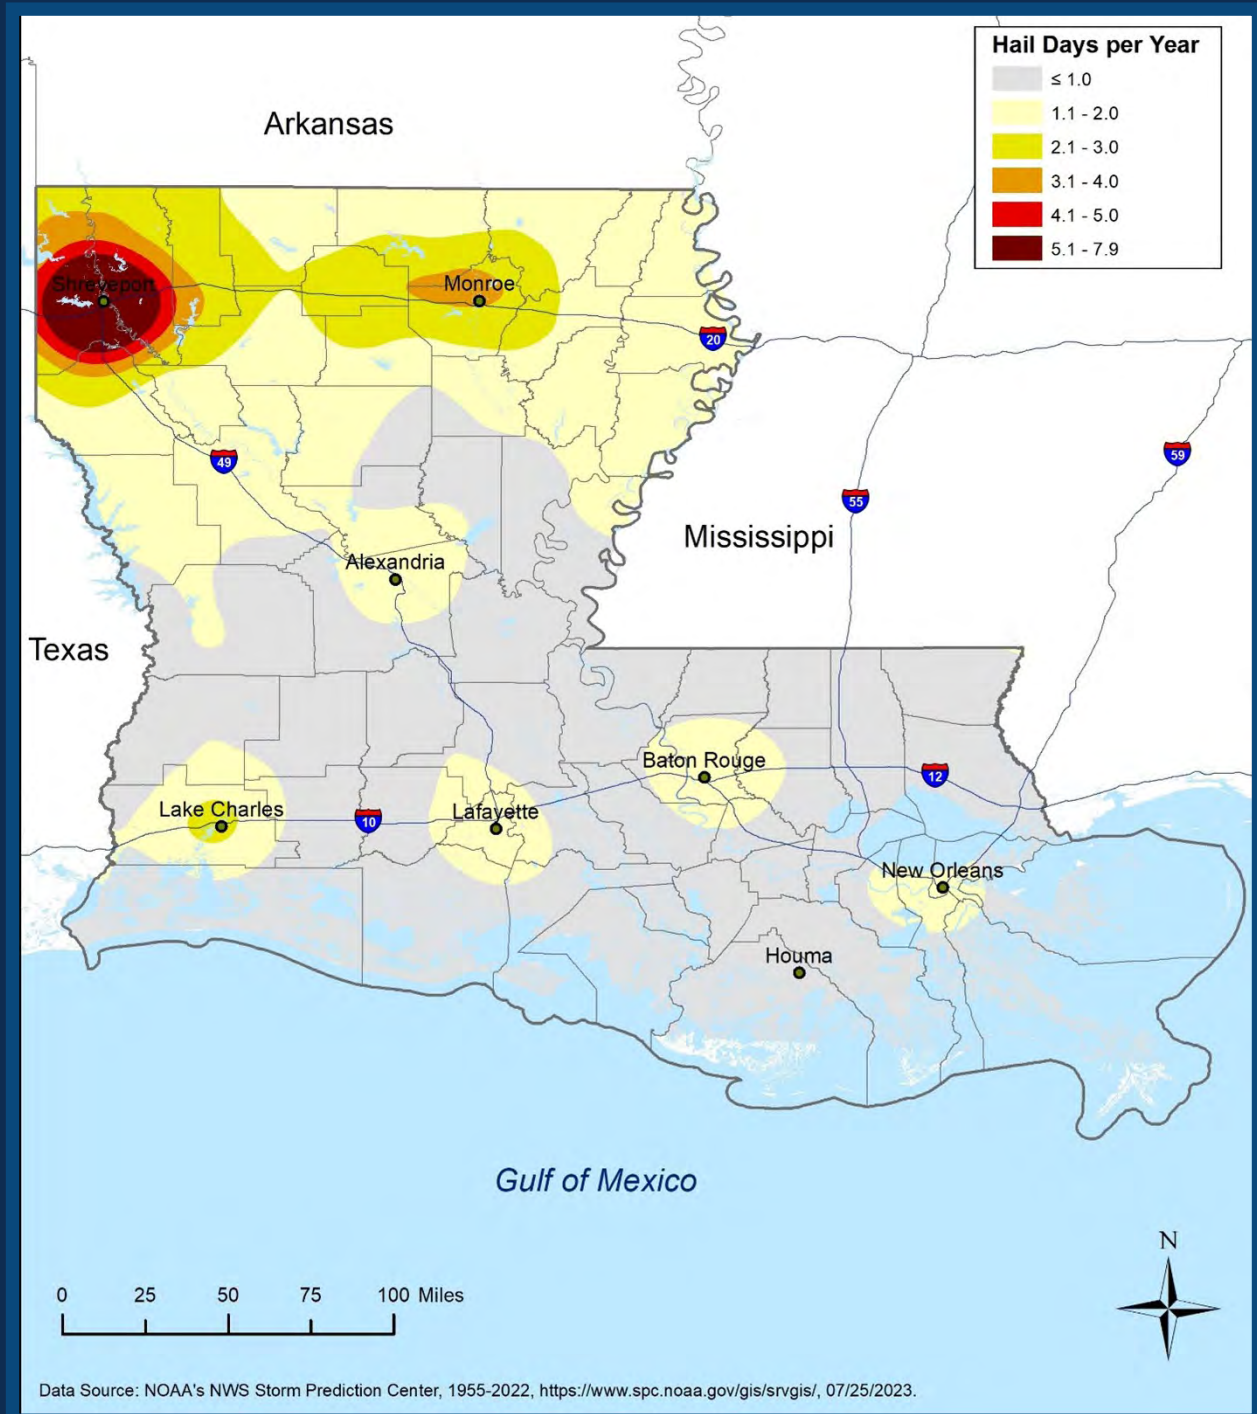 Hail Days per Year
≤ 1.0
1.1 - 2.0
2.1 - 3.0
3.1 - 4.0
4.1 - 5.0
5.1 - 7.9
Arkansas
Shreveport
Monroe
20
49
59
55
Mississippi
Alexandria
Texas
Baton Rouge
12
Lake Charles
Lafayette
10
New Orleans
Houma
Gulf of Mexico
N
0 25 50 75 100 Miles
Data Source: NOAA's NWS Storm Prediction Center, 1955-2022, https://www.spc.noaa.gov/gis/srvgis/, 07/25/2023.